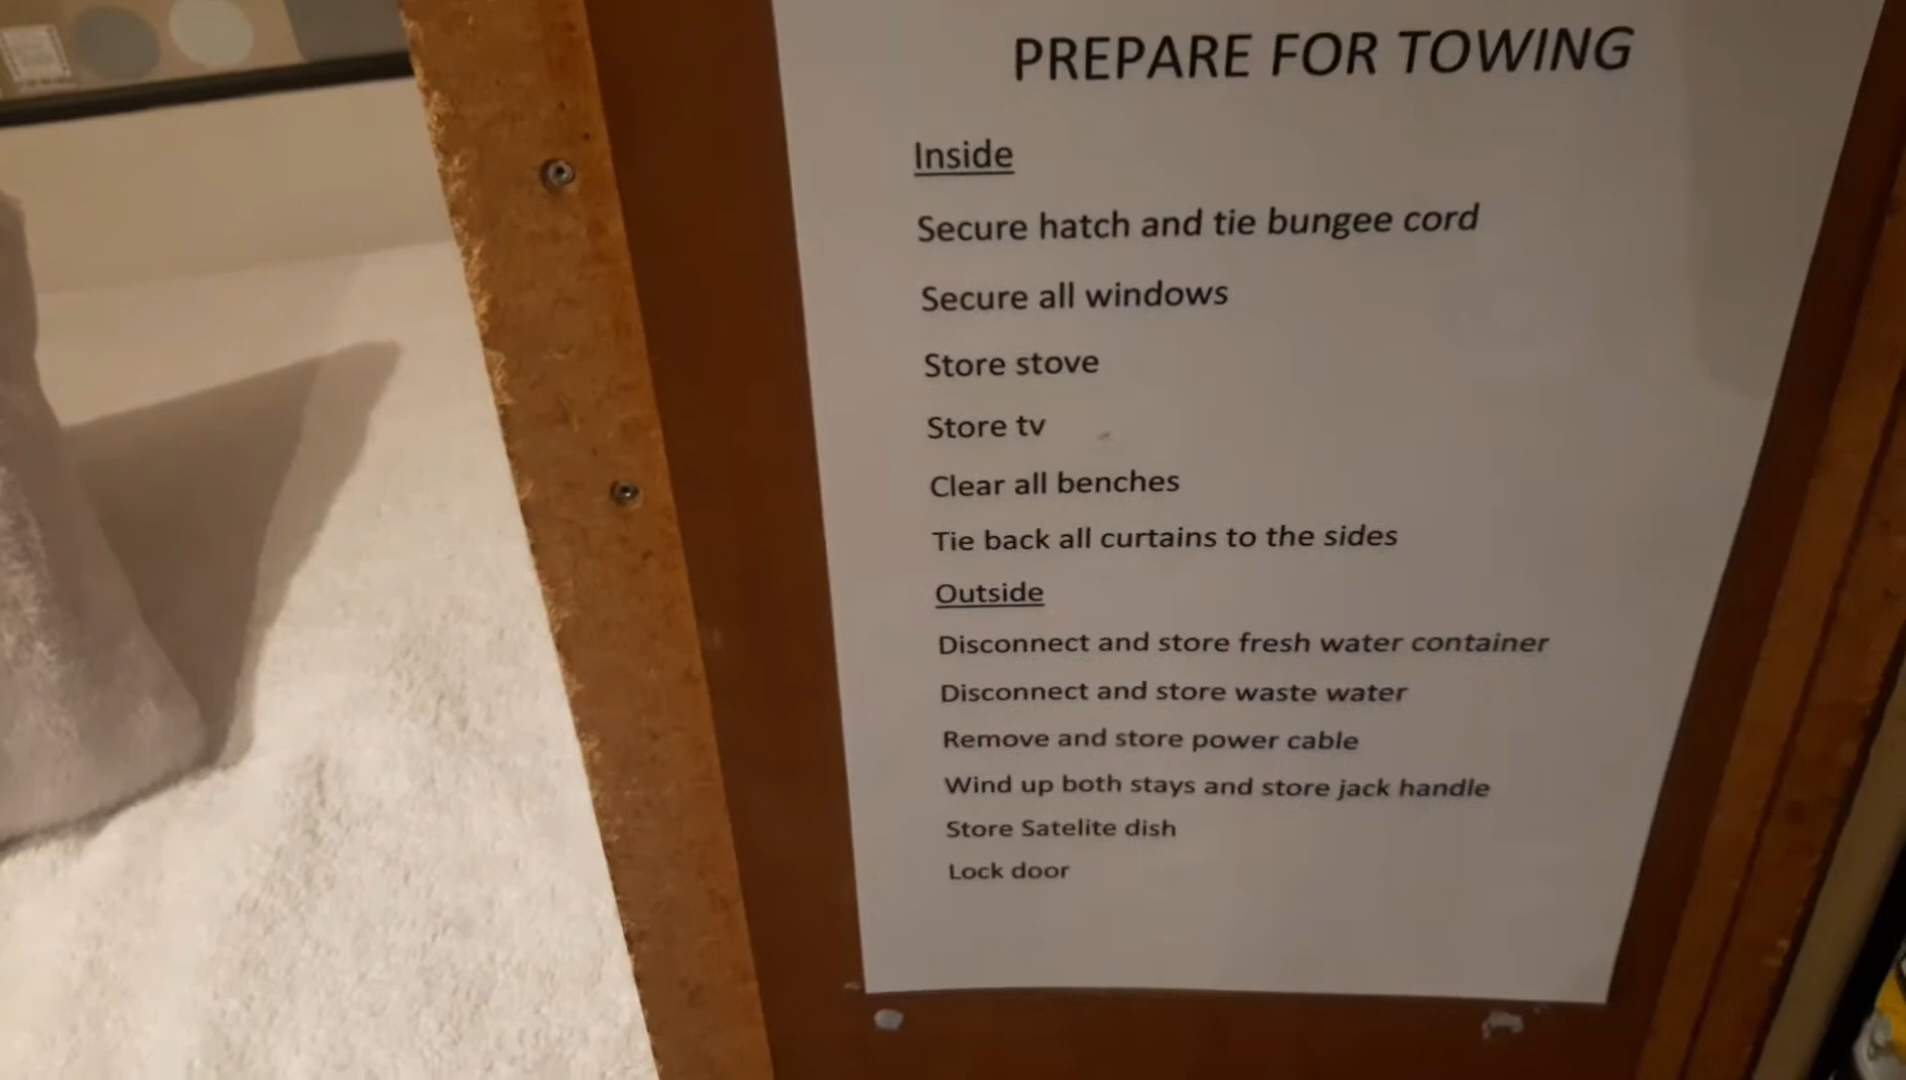 PREPARE FOR TOWING
Inside
Secure hatch and tie bungee cord
Secure all windows
Store stove
Store tv
Clear all benches
Tie back all curtains to the sides
Outside
Disconnect and store fresh water container
Disconnect and store waste water
Remove and store power cable
Wind up both stays and store jack handle
Store Satelite dish
Lock door